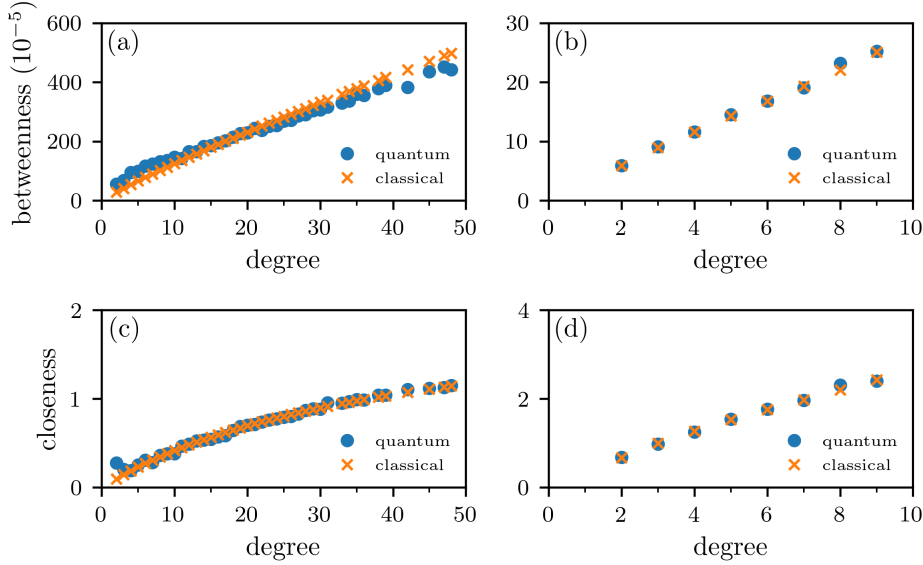 (a)
betweenness (10⁻⁵)
600
400
200
0
quantum
classical
0 10 20 30 40 50
degree
(b)
30
20
10
0
quantum
classical
0 2 4 6 8 10
degree
(c)
closeness
2
1
0
quantum
classical
0 10 20 30 40 50
degree
(d)
4
2
0
quantum
classical
0 2 4 6 8 10
degree